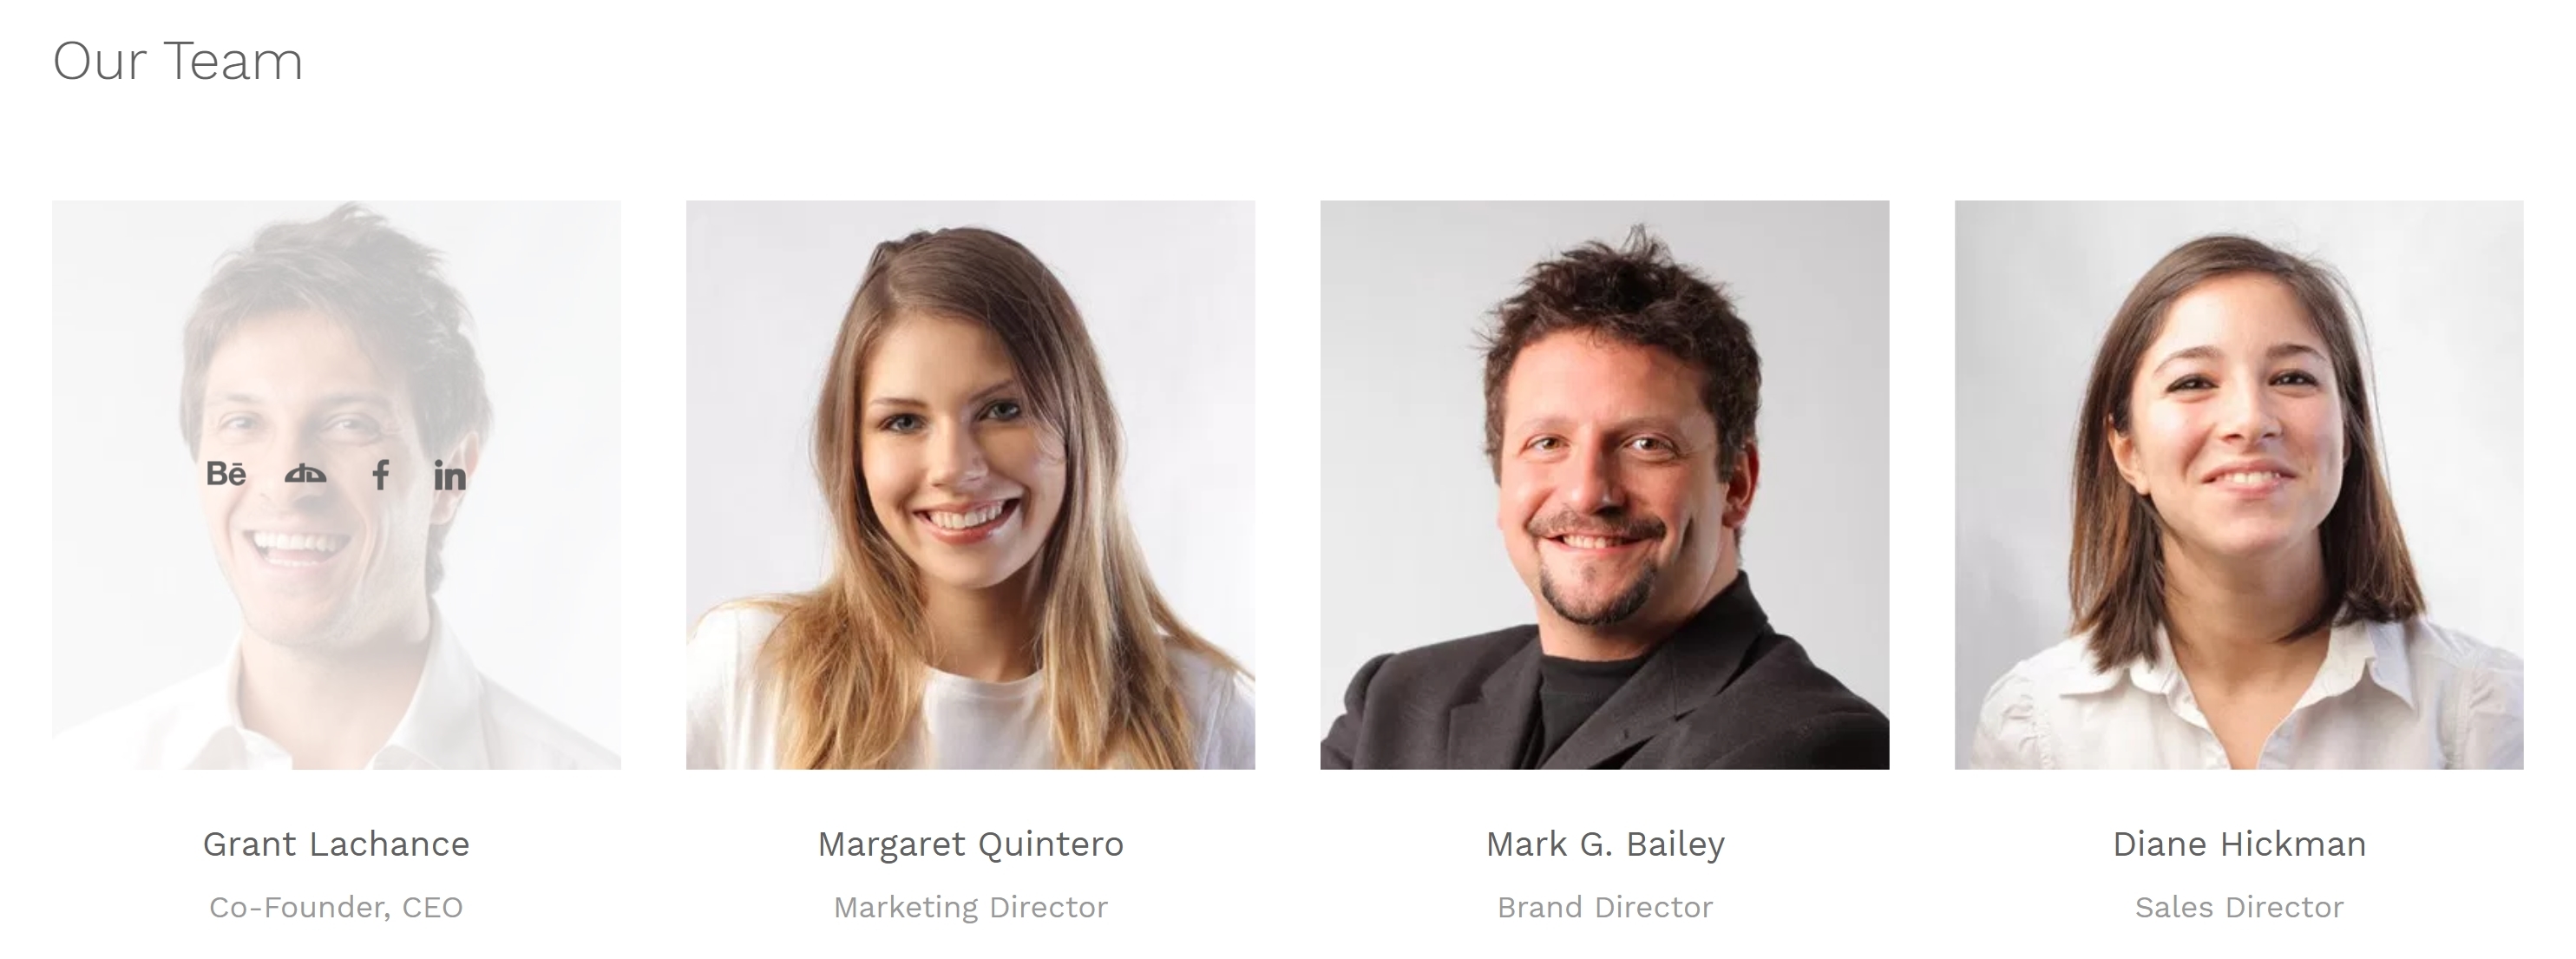 Our Team
Bē f in
Grant Lachance
Co-Founder, CEO
Margaret Quintero
Marketing Director
Mark G. Bailey
Brand Director
Diane Hickman
Sales Director